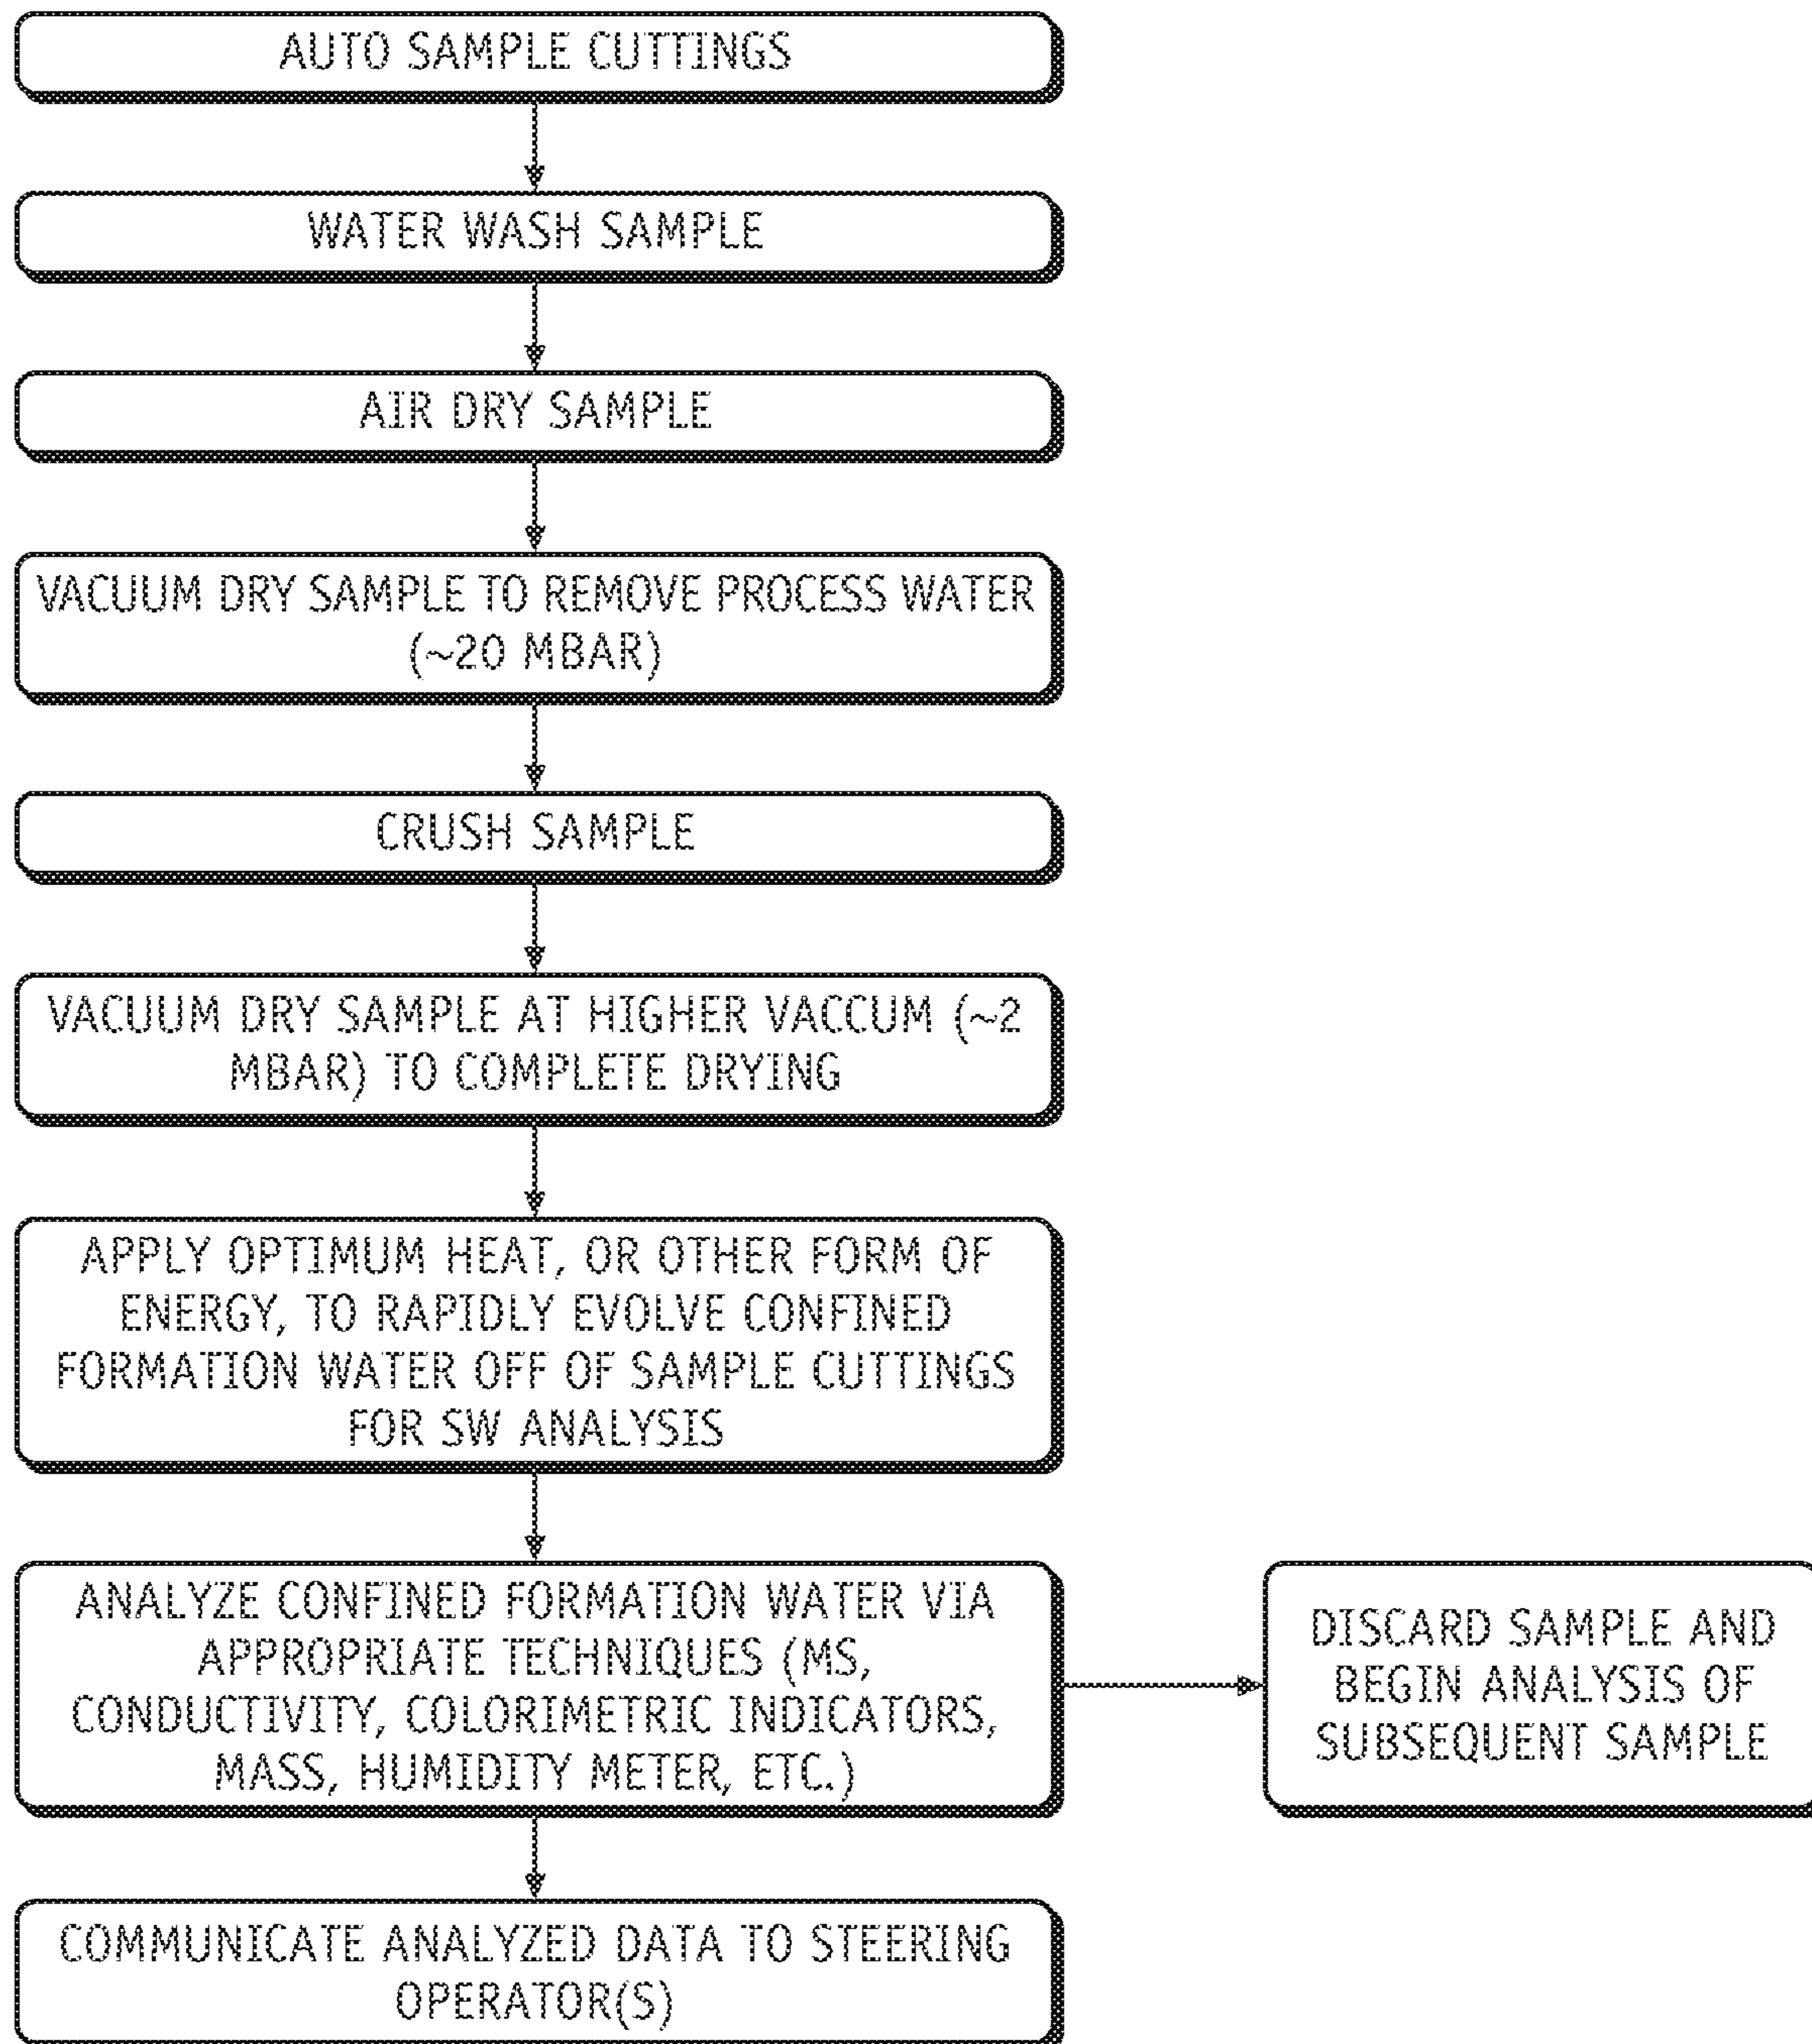 AUTO SAMPLE CUTTINGS
WATER WASH SAMPLE
AIR DRY SAMPLE
VACUUM DRY SAMPLE TO REMOVE PROCESS WATER
(~20 MBAR)
CRUSH SAMPLE
VACUUM DRY SAMPLE AT HIGHER VACCUM (~2
MBAR) TO COMPLETE DRYING
APPLY OPTIMUM HEAT, OR OTHER FORM OF
ENERGY, TO RAPIDLY EVOLVE CONFINED
FORMATION WATER OFF OF SAMPLE CUTTINGS
FOR SW ANALYSIS
ANALYZE CONFINED FORMATION WATER VIA
APPROPRIATE TECHNIQUES (MS,
CONDUCTIVITY, COLORIMETRIC INDICATORS,
MASS, HUMIDITY METER, ETC.)
DISCARD SAMPLE AND
BEGIN ANALYSIS OF
SUBSEQUENT SAMPLE
COMMUNICATE ANALYZED DATA TO STEERING
OPERATOR(S)